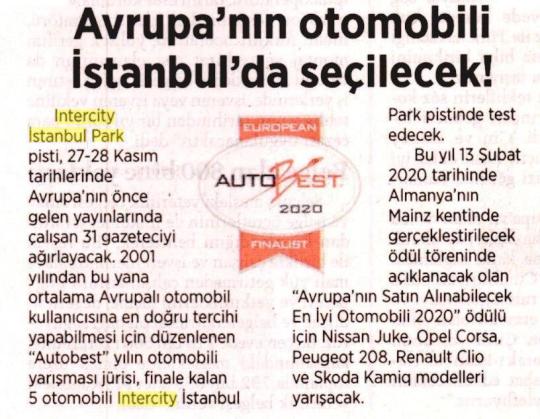 Avrupa'nın otomobili
İstanbul'da seçilecek!
Intercity
İstanbul Park
pisti, 27-28 Kasım
tarihlerinde
Avrupa'nın önce
gelen yayınlarında
çalışan 31 gazeteciyi
ağırlayacak. 2001
yılından bu yana
ortalama Avrupalı otomobil
kullanıcısına en doğru tercihi
yapabilmesi için düzenlenen
“Autobest” yılın otomobili
yarışması jürisi, finale kalan
5 otomobili Intercity İstanbul
EUROPEAN
AUTOBEST
2020
FINALIST
Park pistinde test
edecek.
Bu yıl 13 Şubat
2020 tarihinde
Almanya'nın
Mainz kentinde
gerçekleştirilecek
ödül töreninde
açıklanacak olan
“Avrupa'nın Satın Alınabilecek
En İyi Otomobili 2020” ödülü
için Nissan Juke, Opel Corsa,
Peugeot 208, Renault Clio
ve Skoda Kamiq modelleri
yarışacak.